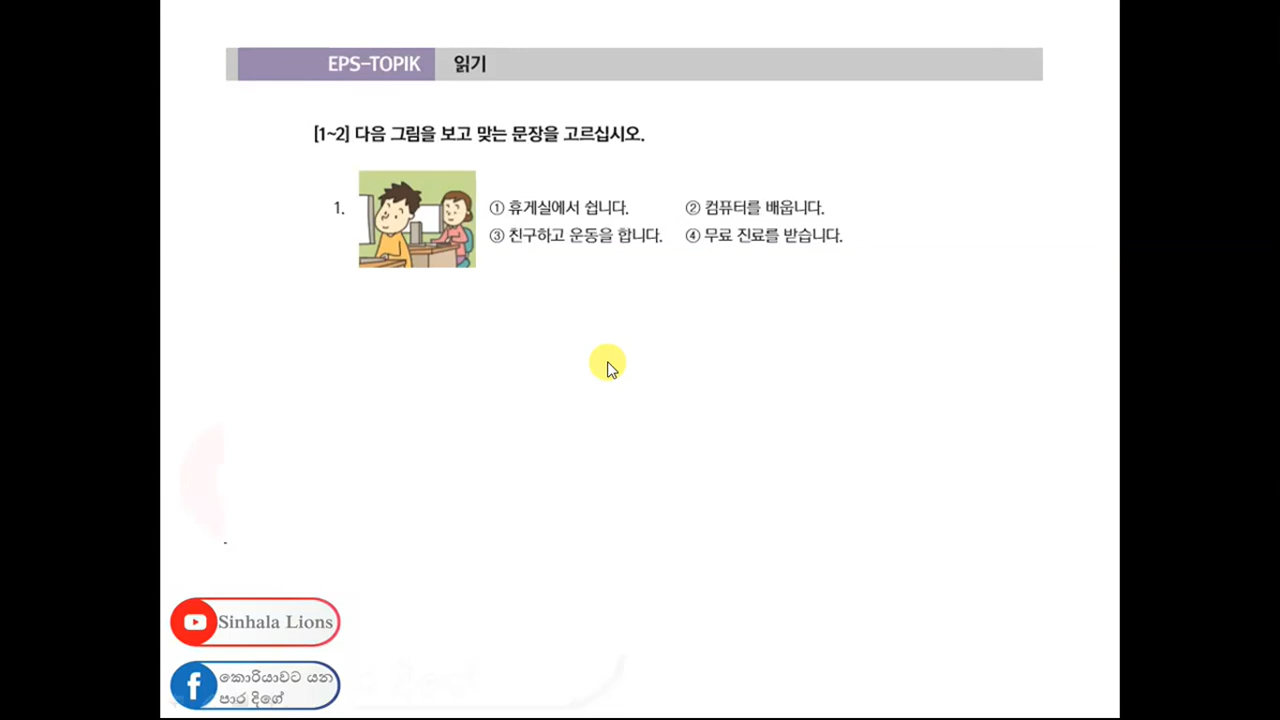 EPS-TOPIK 읽기
[1~2] 다음 그림을 보고 맞는 문장을 고르십시오.
1. ① 휴게실에서 쉽니다. ② 컴퓨터를 배웁니다.
③ 친구하고 운동을 합니다. ④ 무료 진료를 받습니다.
Sinhala Lions
කොරියාවට යන
පාර දිගේ